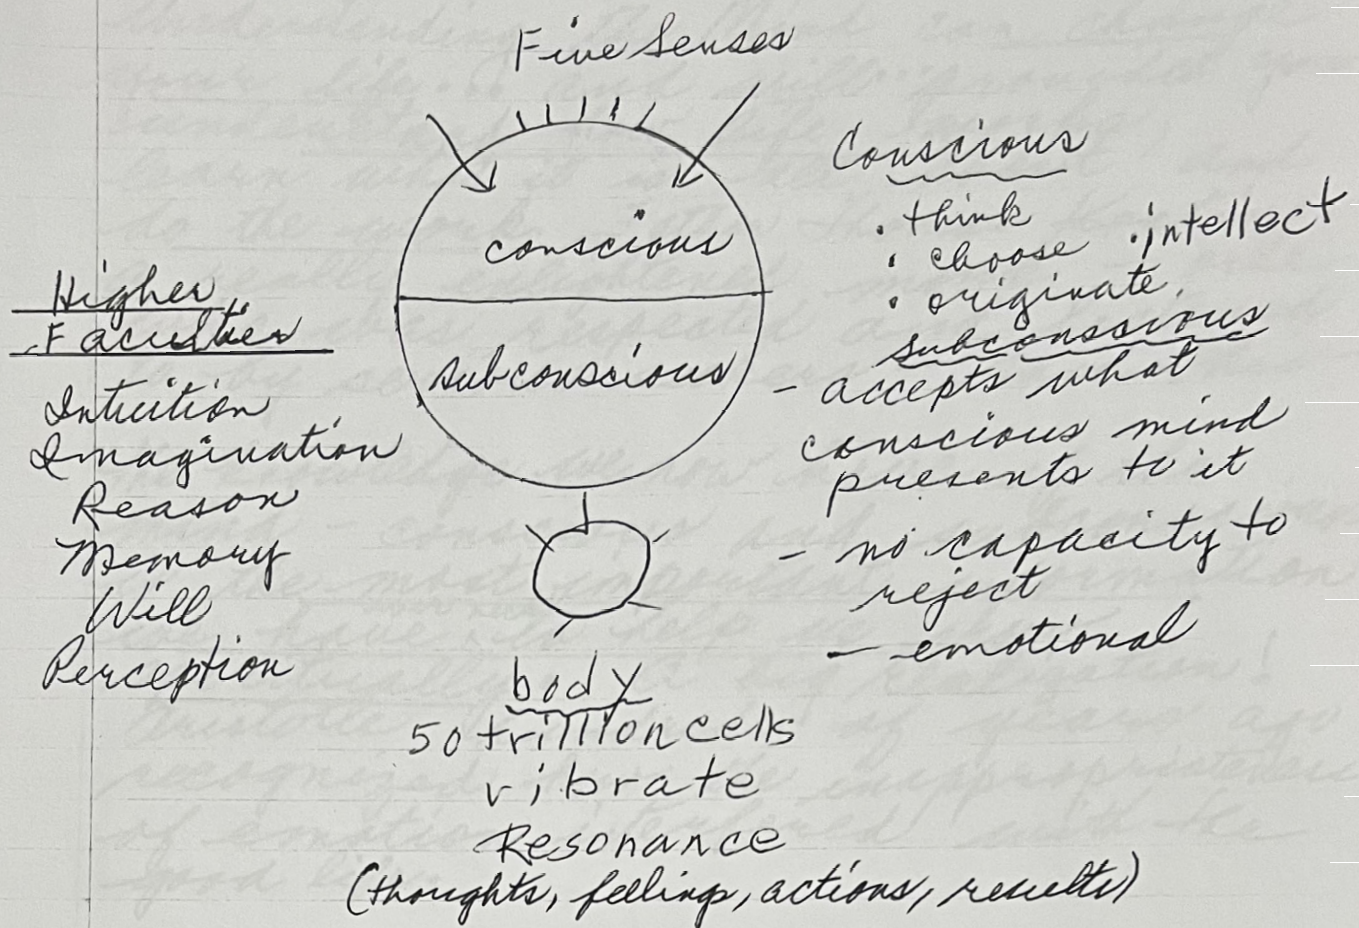 Five Senses
conscious
subconscious
Higher
Faculties
Intuition
Imagination
Reason
Memory
Will
Perception
Conscious
· think
· choose · intellect
· originate
subconscious
- accepts what
conscious mind
presents to it
- no capacity to
reject
- emotional
body
50 trillion cells
vibrate
Resonance
(thoughts, feelings, actions, results)